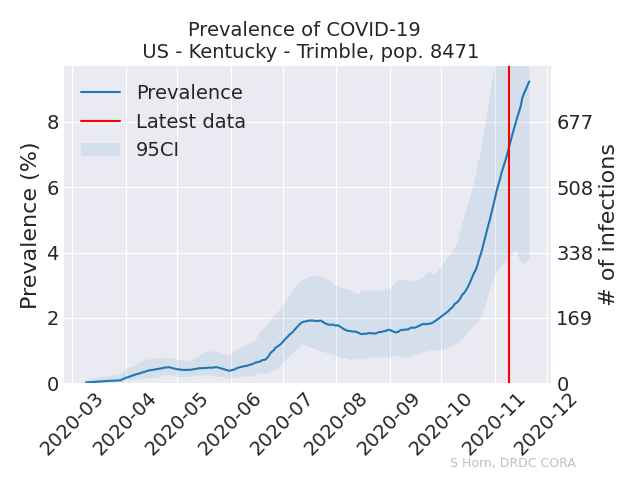 Prevalence of COVID-19
US - Kentucky - Trimble, pop. 8471
Prevalence
Latest data
95CI
Prevalence (%)
8
6
4
2
0
677
508
338
169
0
# of infections
2020-03
2020-04
2020-05
2020-06
2020-07
2020-08
2020-09
2020-10
2020-11
2020-12
S Horn, DRDC CORA